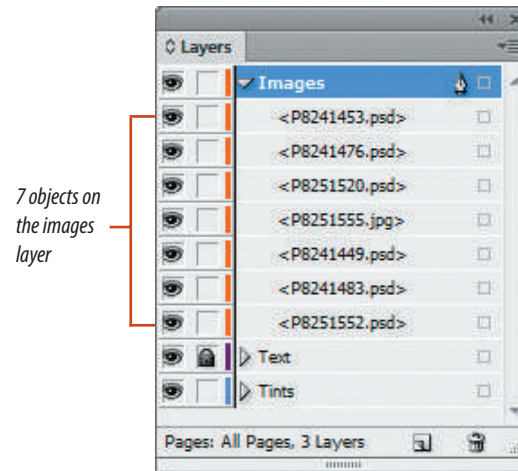 Layers
Images
<P8241453.psd>
<P8241476.psd>
<P8251520.psd>
7 objects on
the images
layer
<P8251555.jpg>
<P8241449.psd>
<P8241483.psd>
<P8251552.psd>
Text
Tints
Pages: All Pages, 3 Layers